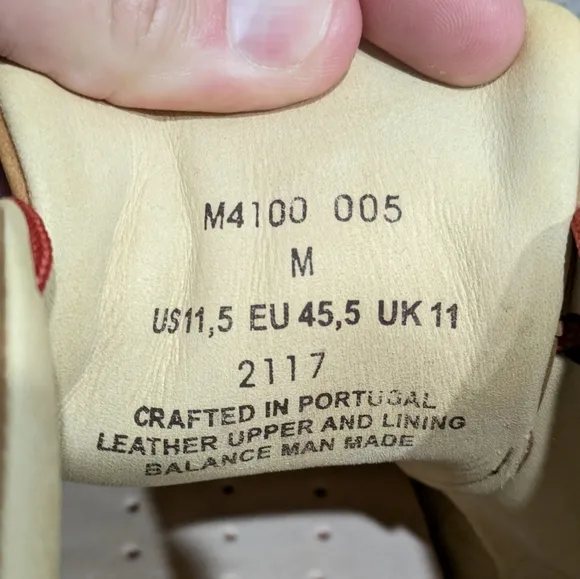 M4100 005
M
US11,5 EU 45,5 UK 11
2117
CRAFTED IN PORTUGAL
LEATHER UPPER AND LINING
BALANCE MAN MADE